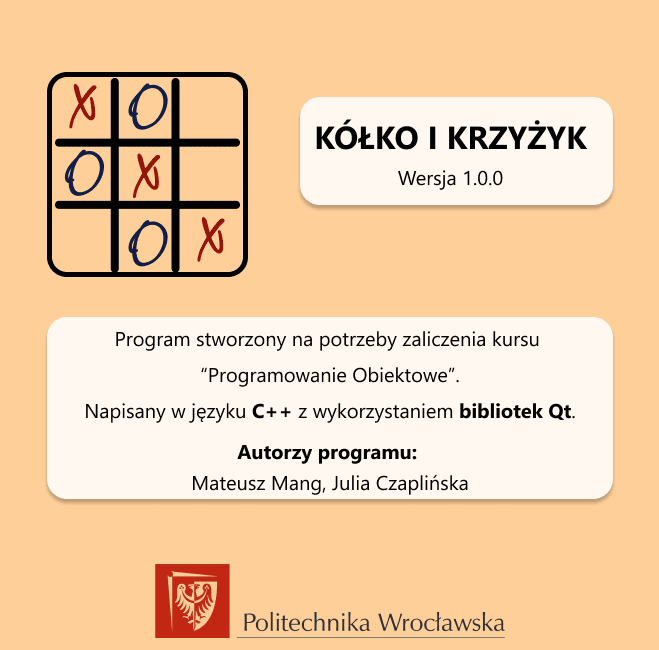 X O
O X
O X
KÓŁKO I KRZYŻYK
Wersja 1.0.0
Program stworzony na potrzeby zaliczenia kursu
“Programowanie Obiektowe”.
Napisany w języku C++ z wykorzystaniem bibliotek Qt.
Autorzy programu:
Mateusz Mang, Julia Czaplińska
Politechnika Wrocławska